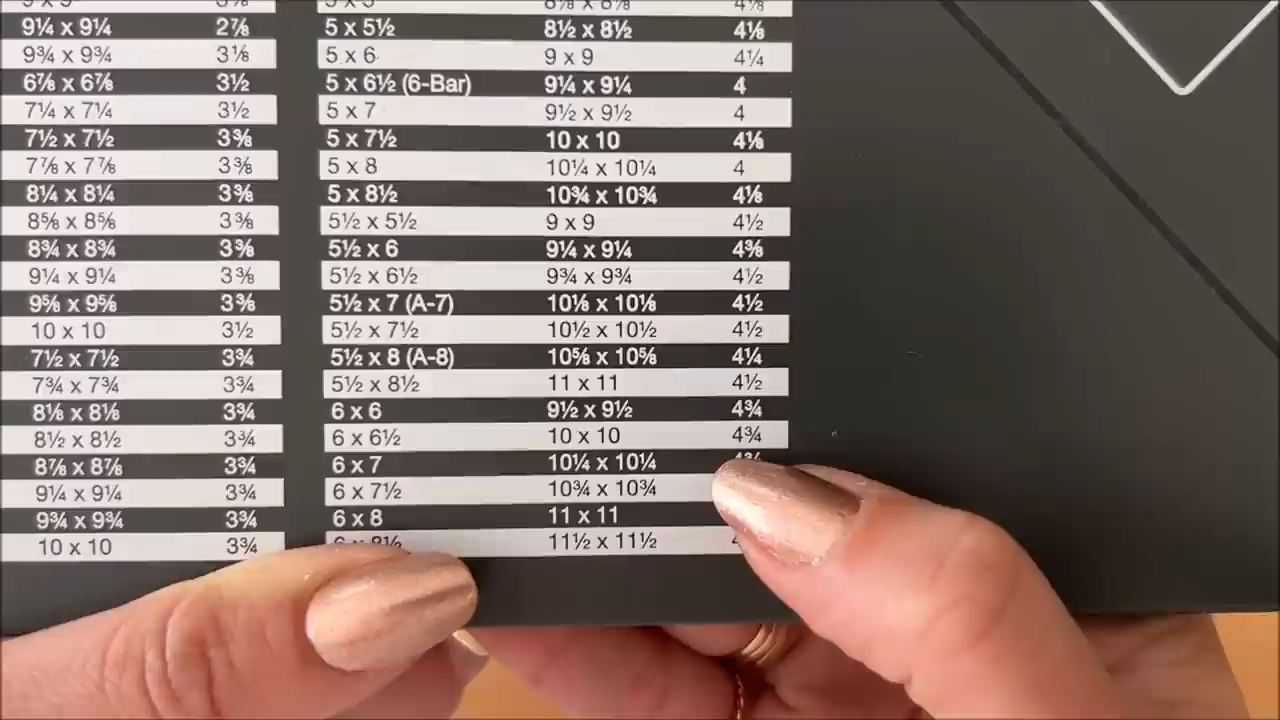 9¼ x 9¼ 2⅞
9¾ x 9¾ 3⅛
6⅞ x 6⅞ 3½
7¼ x 7¼ 3½
7½ x 7½ 3⅜
7⅞ x 7⅞ 3⅜
8¼ x 8¼ 3⅜
8⅝ x 8⅝ 3⅜
8¾ x 8¾ 3⅜
9¼ x 9¼ 3⅜
9⅝ x 9⅝ 3⅜
10 x 10 3½
7½ x 7½ 3¾
7¾ x 7¾ 3¾
8⅛ x 8⅛ 3¾
8½ x 8½ 3¾
8⅞ x 8⅞ 3¾
9¼ x 9¼ 3¾
9¾ x 9¾ 3¾
10 x 10 3¾
5 x 5½ 8½ x 8½ 4⅛
5 x 6 9 x 9 4¼
5 x 6½ (6-Bar) 9¼ x 9¼ 4
5 x 7 9½ x 9½ 4
5 x 7½ 10 x 10 4⅛
5 x 8 10¼ x 10¼ 4
5 x 8½ 10¾ x 10¾ 4⅛
5½ x 5½ 9 x 9 4½
5½ x 6 9¼ x 9¼ 4⅜
5½ x 6½ 9¾ x 9¾ 4½
5½ x 7 (A-7) 10⅛ x 10⅛ 4½
5½ x 7½ 10½ x 10½ 4½
5½ x 8 (A-8) 10⅝ x 10⅝ 4¼
5½ x 8½ 11 x 11 4½
6 x 6 9½ x 9½ 4¾
6 x 6½ 10 x 10 4¾
6 x 7 10¼ x 10¼
6 x 7½ 10¾ x 10¾
6 x 8 11 x 11
6 x 8½ 11½ x 11½